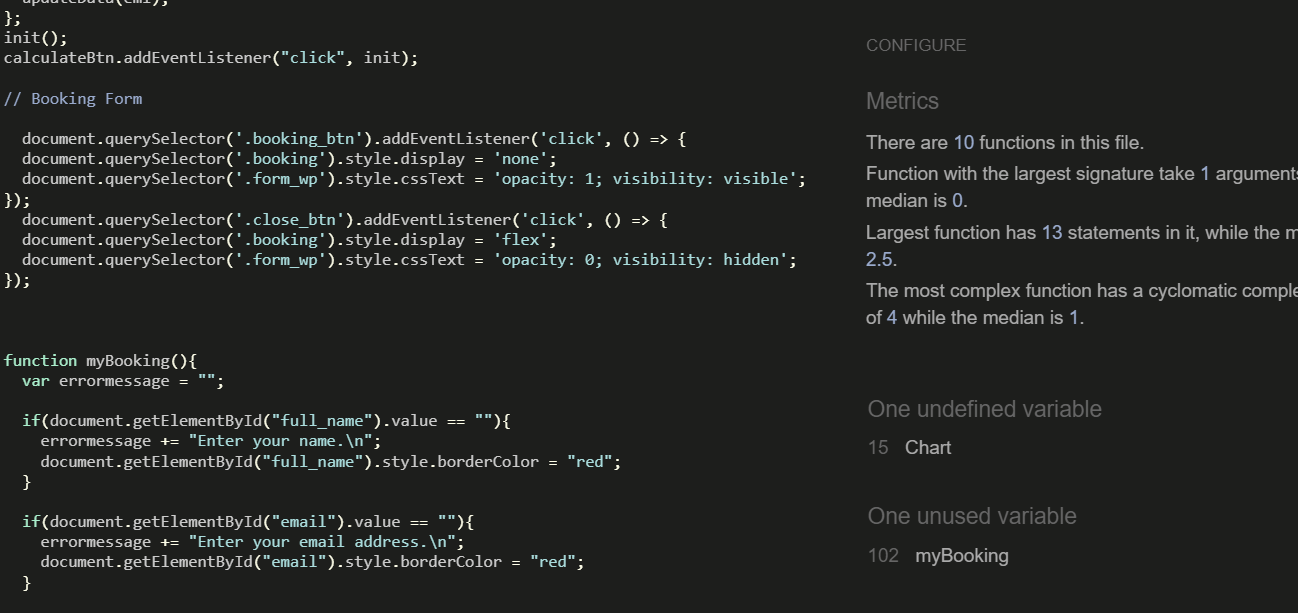 };
init();
calculateBtn.addEventListener("click", init);
// Booking Form
document.querySelector('.booking_btn').addEventListener('click', () => {
document.querySelector('.booking').style.display = 'none';
document.querySelector('.form_wp').style.cssText = 'opacity: 1; visibility: visible';
});
document.querySelector('.close_btn').addEventListener('click', () => {
document.querySelector('.booking').style.display = 'flex';
document.querySelector('.form_wp').style.cssText = 'opacity: 0; visibility: hidden';
});
function myBooking(){
var errormessage = "";
if(document.getElementById("full_name").value == ""){
errormessage += "Enter your name.\n";
document.getElementById("full_name").style.borderColor = "red";
}
if(document.getElementById("email").value == ""){
errormessage += "Enter your email address.\n";
document.getElementById("email").style.borderColor = "red";
}
CONFIGURE
Metrics
There are 10 functions in this file.
Function with the largest signature take 1 arguments
median is 0.
Largest function has 13 statements in it, while the m
2.5.
The most complex function has a cyclomatic comple
of 4 while the median is 1.
One undefined variable
15 Chart
One unused variable
102 myBooking